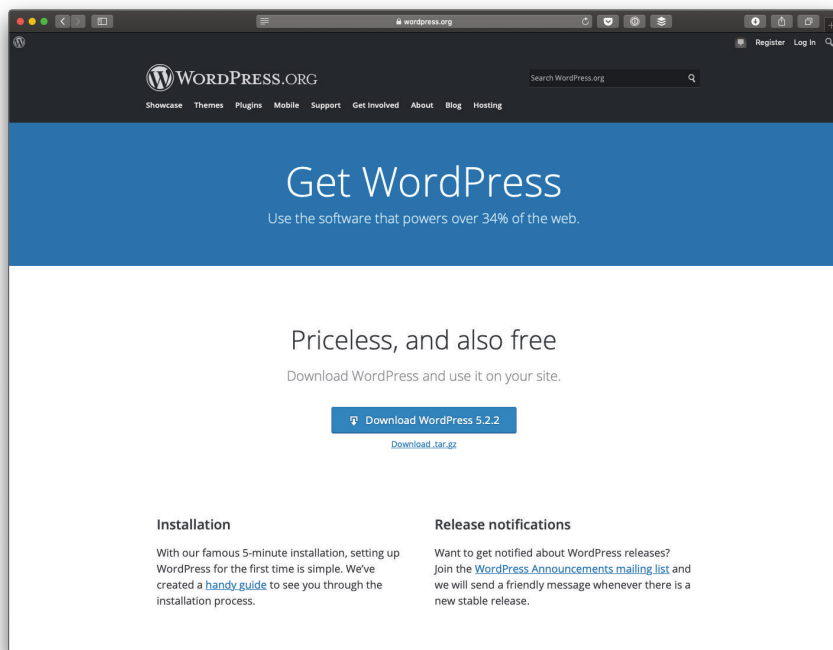 wordpress.org
Register Log In
WORDPRESS.ORG
Search WordPress.org
Showcase Themes Plugins Mobile Support Get Involved About Blog Hosting
Get WordPress
Use the software that powers over 34% of the web.
Priceless, and also free
Download WordPress and use it on your site.
Download WordPress 5.2.2
Download .tar.gz
Installation
With our famous 5-minute installation, setting up
WordPress for the first time is simple. We’ve
created a handy guide to see you through the
installation process.
Release notifications
Want to get notified about WordPress releases?
Join the WordPress Announcements mailing list and
we will send a friendly message whenever there is a
new stable release.